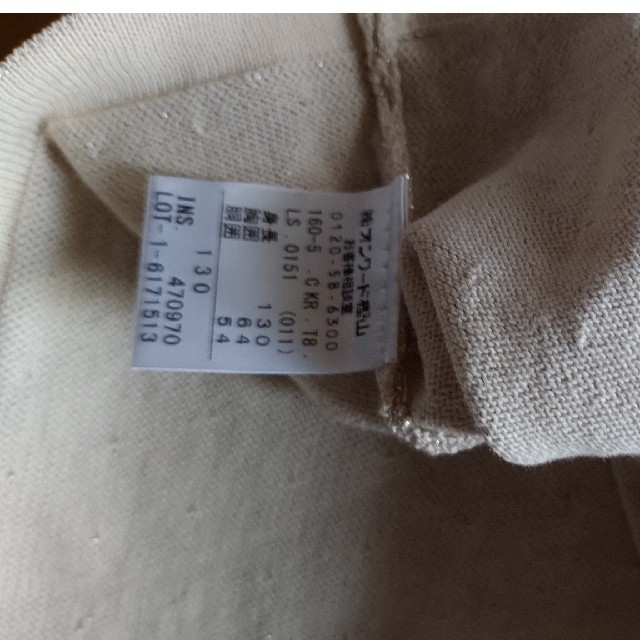 0120-58-6300
160-5 C KR 18
LS 0151 (011)
身長 130
胸囲 64
胴囲 54
130
INS. 470970
LOT-1-6171513